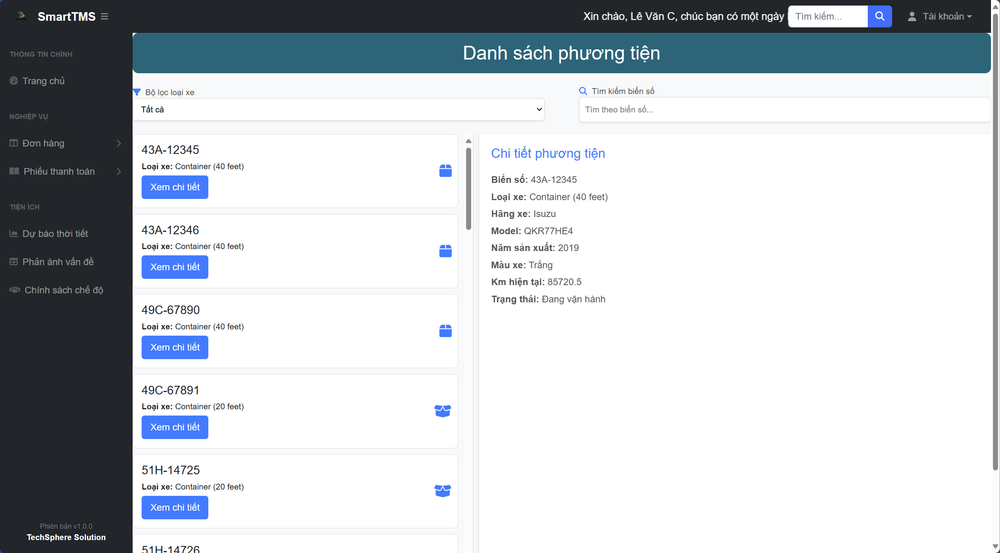 SmartTMS
Xin chào, Lê Văn C, chúc bạn có một ngày
Tìm kiếm...
Tài khoản
THÔNG TIN CHÍNH
Trang chủ
NGHIỆP VỤ
Đơn hàng
Phiếu thanh toán
TIỆN ÍCH
Dự báo thời tiết
Phản ánh vấn đề
Chính sách chế độ
Phiên bản v1.0.0
TechSphere Solution
Danh sách phương tiện
Bộ lọc loại xe
Tất cả
Tìm kiếm biển số
Tìm theo biển số...
43A-12345
Loại xe: Container (40 feet)
Xem chi tiết
43A-12346
Loại xe: Container (40 feet)
Xem chi tiết
49C-67890
Loại xe: Container (40 feet)
Xem chi tiết
49C-67891
Loại xe: Container (20 feet)
Xem chi tiết
51H-14725
Loại xe: Container (20 feet)
Xem chi tiết
51H-14726
Chi tiết phương tiện
Biển số: 43A-12345
Loại xe: Container (40 feet)
Hãng xe: Isuzu
Model: QKR77HE4
Năm sản xuất: 2019
Màu xe: Trắng
Km hiện tại: 85720.5
Trạng thái: Đang vận hành